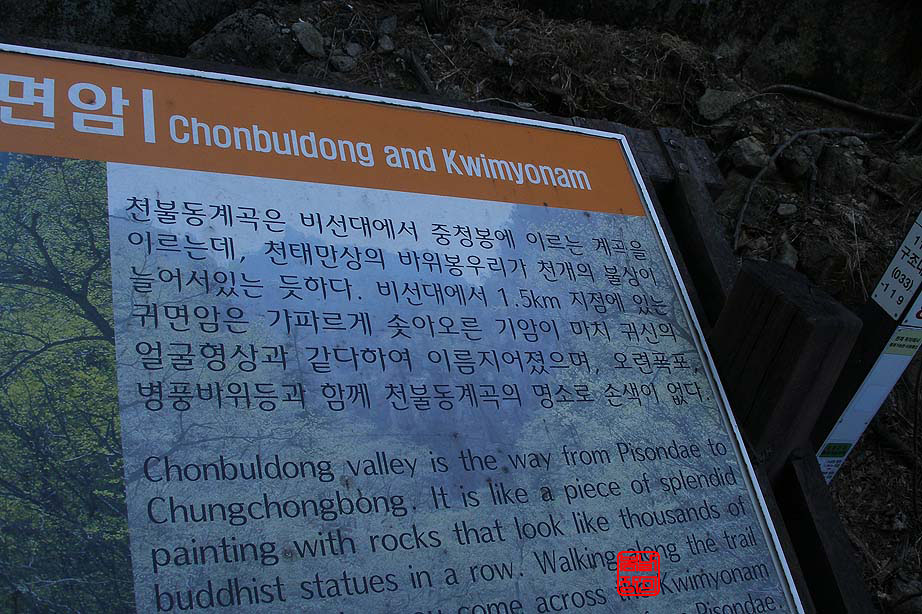 면암 | Chonbuldong and Kwimyonam
천불동계곡은 비선대에서 중청봉에 이르는 계곡을
이르는데, 천태만상의 바위봉우리가 천개의 불상이
늘어서있는 듯하다. 비선대에서 1.5km 지점에 있는
귀면암은 가파르게 솟아오른 기암이 마치 귀신의
얼굴형상과 같다하여 이름지어졌으며, 오련폭포,
병풍바위등과 함께 천불동계곡의 명소로 손색이 없다.
Chonbuldong valley is the way from Pisondae to
Chungchongbong. It is like a piece of splendid
painting with rocks that look like thousands of
buddhist statues in a row. Walking along the trail
come across the Kwimyonam
Pisondae.
구조
(033)
-119